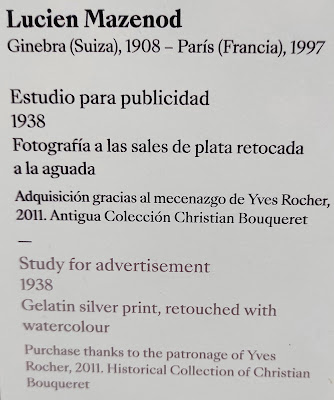 Lucien Mazenod
Ginebra (Suiza), 1908 – París (Francia), 1997
Estudio para publicidad
1938
Fotografía a las sales de plata retocada
a la aguada
Adquisición gracias al mecenazgo de Yves Rocher,
2011. Antigua Colección Christian Bouqueret
—
Study for advertisement
1938
Gelatin silver print, retouched with
watercolour
Purchase thanks to the patronage of Yves
Rocher, 2011. Historical Collection of Christian
Bouqueret